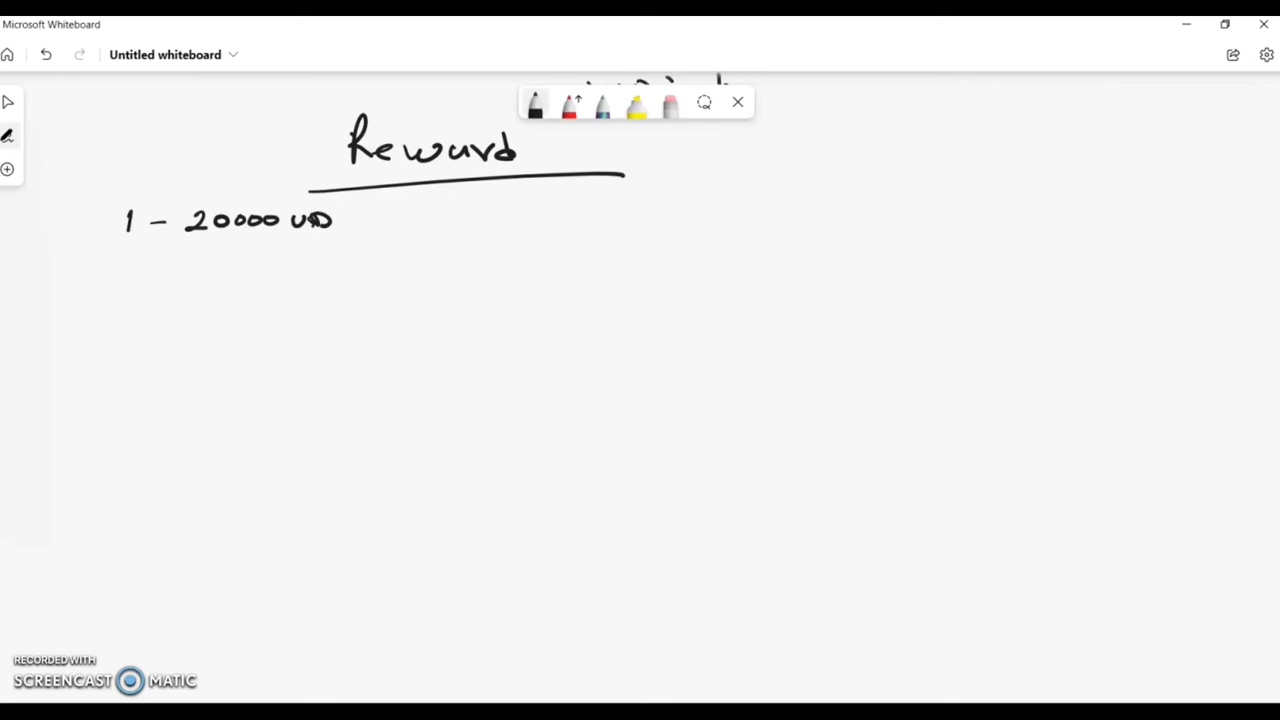 Microsoft Whiteboard
Untitled whiteboard
Reward
1 - 20000 USD
RECORDED WITH
SCREENCAST MATIC